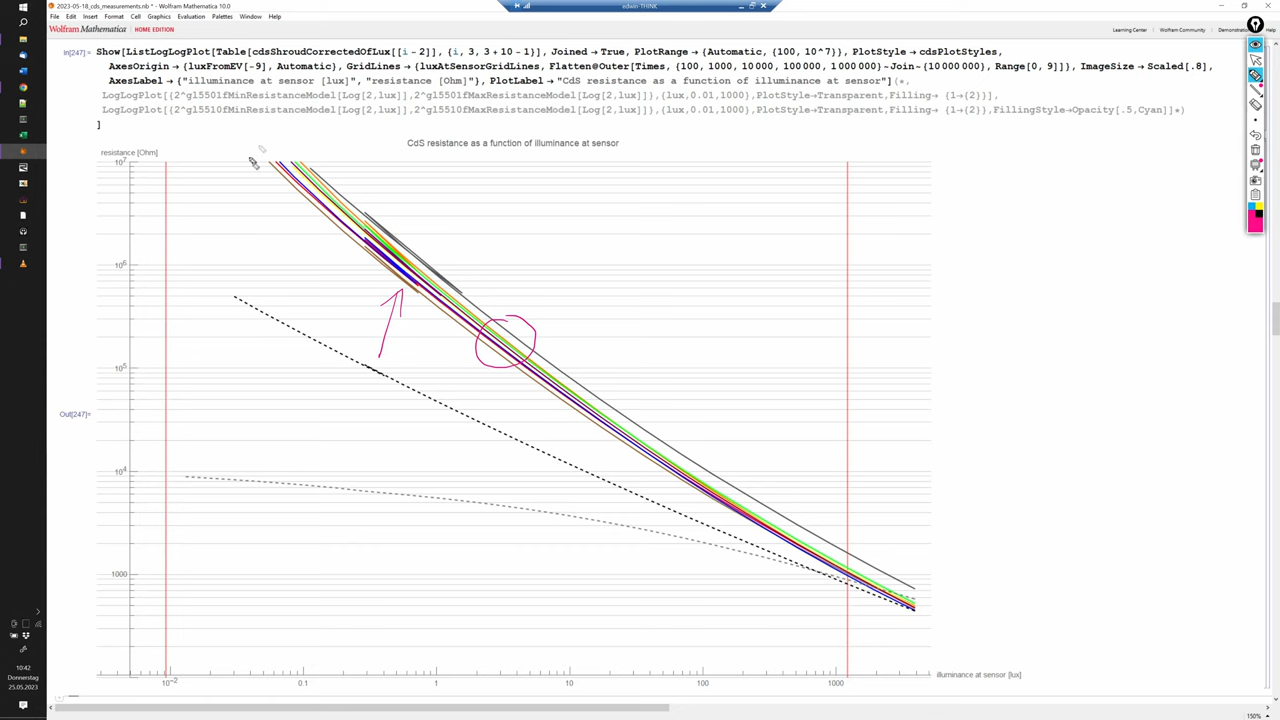 2023-05-18_cds_measurements.nb * - Wolfram Mathematica 10.0
edwin-THINK
File Edit Insert Format Cell Graphics Evaluation Palettes Window Help
Wolfram Mathematica | HOME EDITION
Learning Center | Wolfram Community | Demonstration
In[247]:= Show[ListLogLogPlot[Table[cdsShroudCorrectedOfLux[[i - 2]], {i, 3, 3 + 10 - 1}], Joined → True, PlotRange → {Automatic, {10, 10^7}}, PlotStyle → cdsPlotStyles,
AxesOrigin → {luxFromEV[-9], Automatic}, GridLines → {luxAtSensorGridLines, Flatten@Outer[Times, {100, 1000, 10000, 100000, 1000000}~Join~{10000000}, Range[0, 9]]}, ImageSize → Scaled[.8],
AxesLabel → {"illuminance at sensor [lux]", "resistance [Ohm]"}, PlotLabel → "CdS resistance as a function of illuminance at sensor"](*,
LogLogPlot[{2^gl5501fMinResistanceModel[Log[2,lux]],2^gl5501fMaxResistanceModel[Log[2,lux]]},{lux,0.01,1000},PlotStyle→Transparent,Filling→ {1→{2}}],
LogLogPlot[{2^gl5501fMinResistanceModel[Log[2,lux]],2^gl5501fMaxResistanceModel[Log[2,lux]]},{lux,0.01,1000},PlotStyle→Transparent,Filling→ {1→{2}},FillingStyle→Opacity[.5,Cyan]]*)
]
CdS resistance as a function of illuminance at sensor
resistance [Ohm]
10^7
10^6
10^5
Out[247]=
10^4
1000
illuminance at sensor [lux]
10^-2 0.1 1 10 100 1000
10:42
Donnerstag
25.05.2023
150%